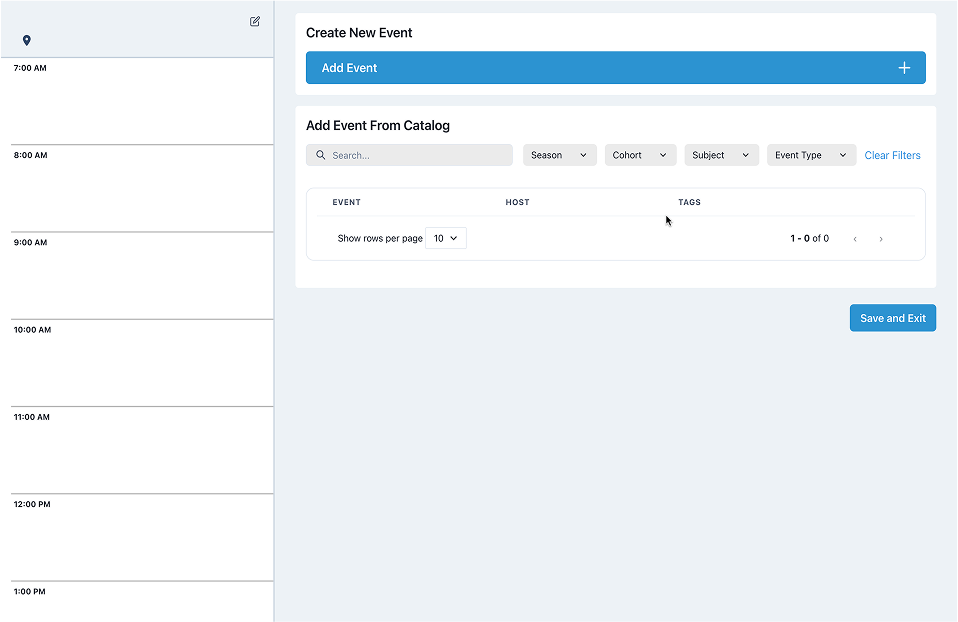 7:00 AM
8:00 AM
9:00 AM
10:00 AM
11:00 AM
12:00 PM
1:00 PM
Create New Event
Add Event
Add Event From Catalog
Search...
Season
Cohort
Subject
Event Type
Clear Filters
EVENT HOST TAGS
Show rows per page 10 1 - 0 of 0
Save and Exit